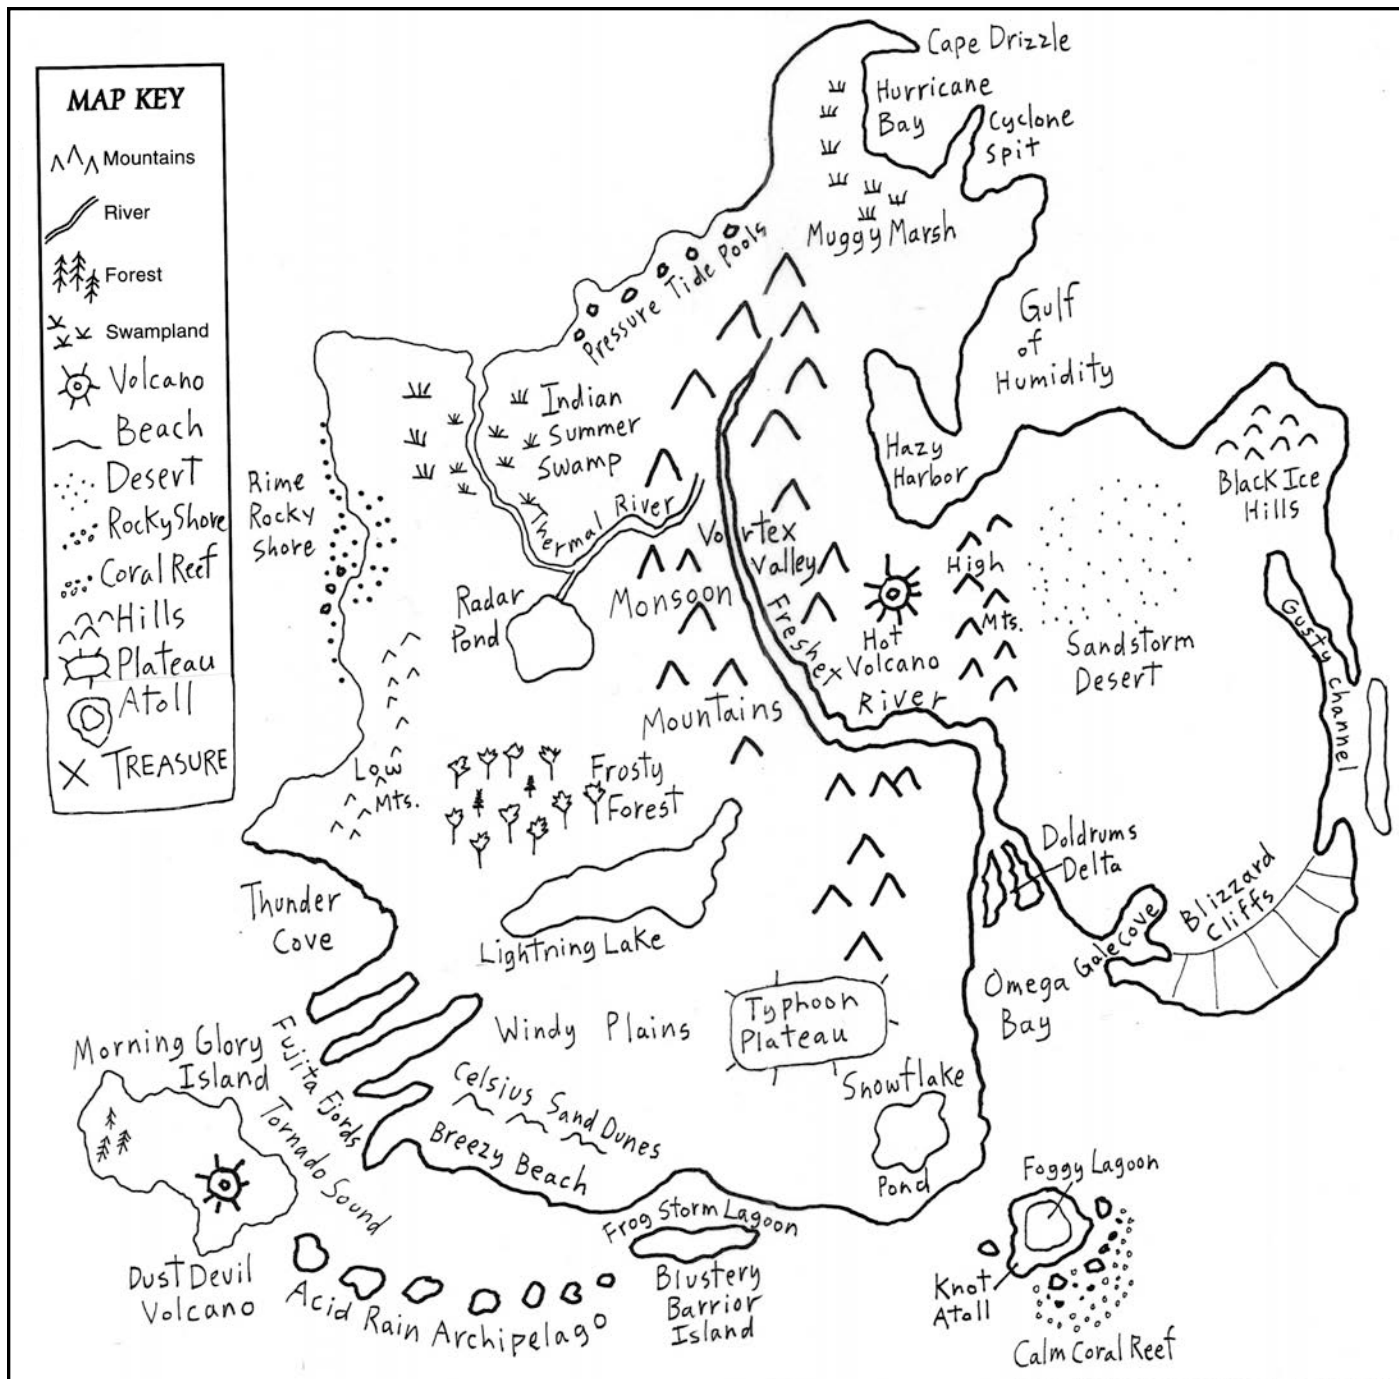 MAP KEY
Mountains
River
Forest
Swampland
Volcano
Beach
Desert
Rocky Shore
Coral Reef
Hills
Plateau
Atoll
TREASURE
Cape Drizzle
Hurricane
Bay
Cyclone
Spit
Muggy Marsh
Pressure Tide Pools
Gulf
of
Humidity
Indian
Summer
Swamp
Hazy
Harbor
Black Ice
Hills
Rime
Rocky
Shore
Thermal River
Vortex
Valley
High
Mts.
Radar
Pond
Monsoon
Mountains
Freshex
River
Hot
Volcano
Sandstorm
Desert
Gusty Channel
Low
Mts.
Frosty
Forest
Doldrums
Delta
Thunder
Cove
Lightning Lake
Gale Cove
Blizzard
Cliffs
Omega
Bay
Typhoon
Plateau
Windy Plains
Morning Glory
Island
Fujita Fjords
Tornado Sound
Celsius Sand Dunes
Breezy Beach
Snowflake
Pond
Foggy Lagoon
Frog Storm Lagoon
Dust Devil
Volcano
Acid Rain Archipelago
Blustery
Barrior
Island
Knot
Atoll
Calm Coral Reef